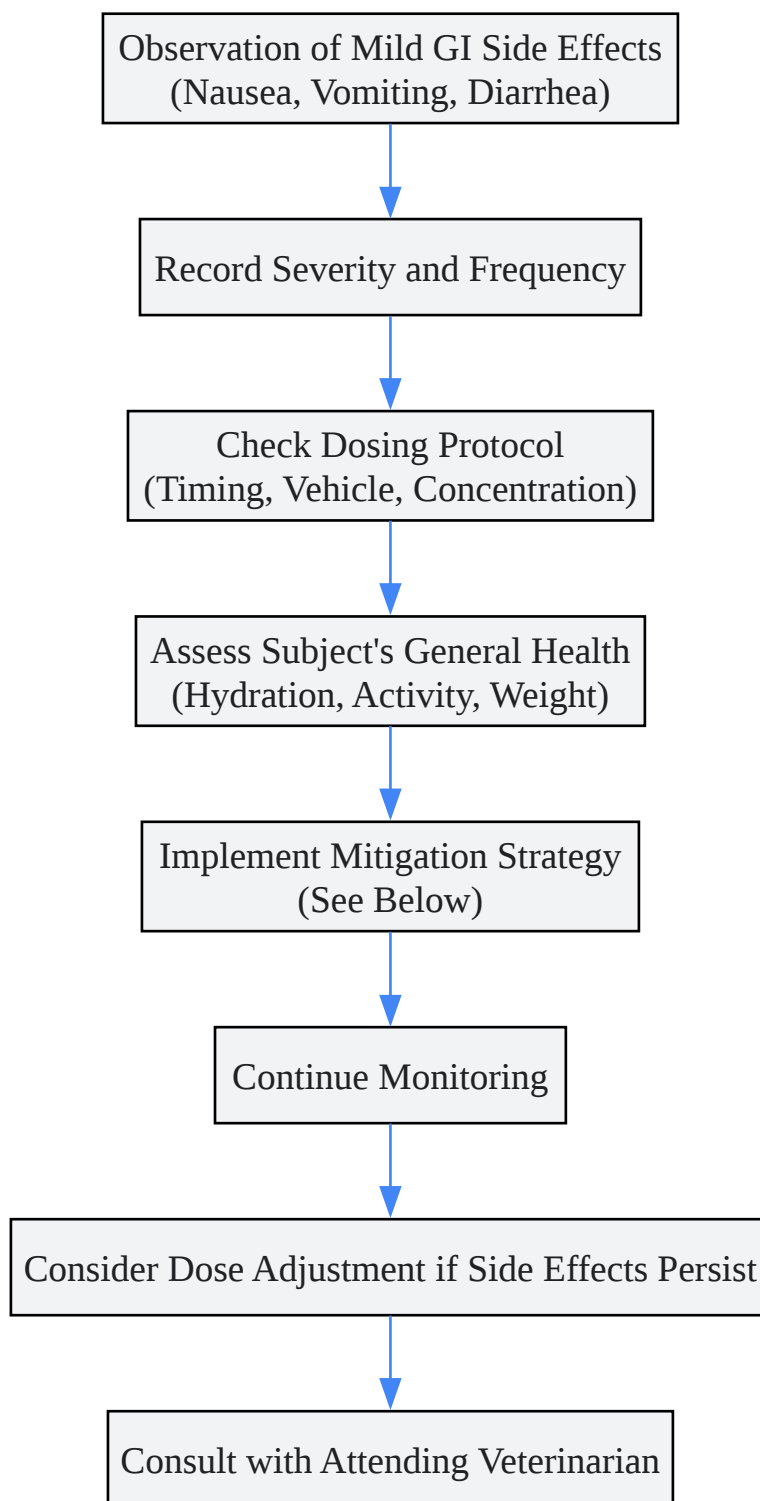 Observation of Mild GI Side Effects
(Nausea, Vomiting, Diarrhea)
Record Severity and Frequency
Check Dosing Protocol
(Timing, Vehicle, Concentration)
Assess Subject's General Health
(Hydration, Activity, Weight)
Implement Mitigation Strategy
(See Below)
Continue Monitoring
Consider Dose Adjustment if Side Effects Persist
Consult with Attending Veterinarian